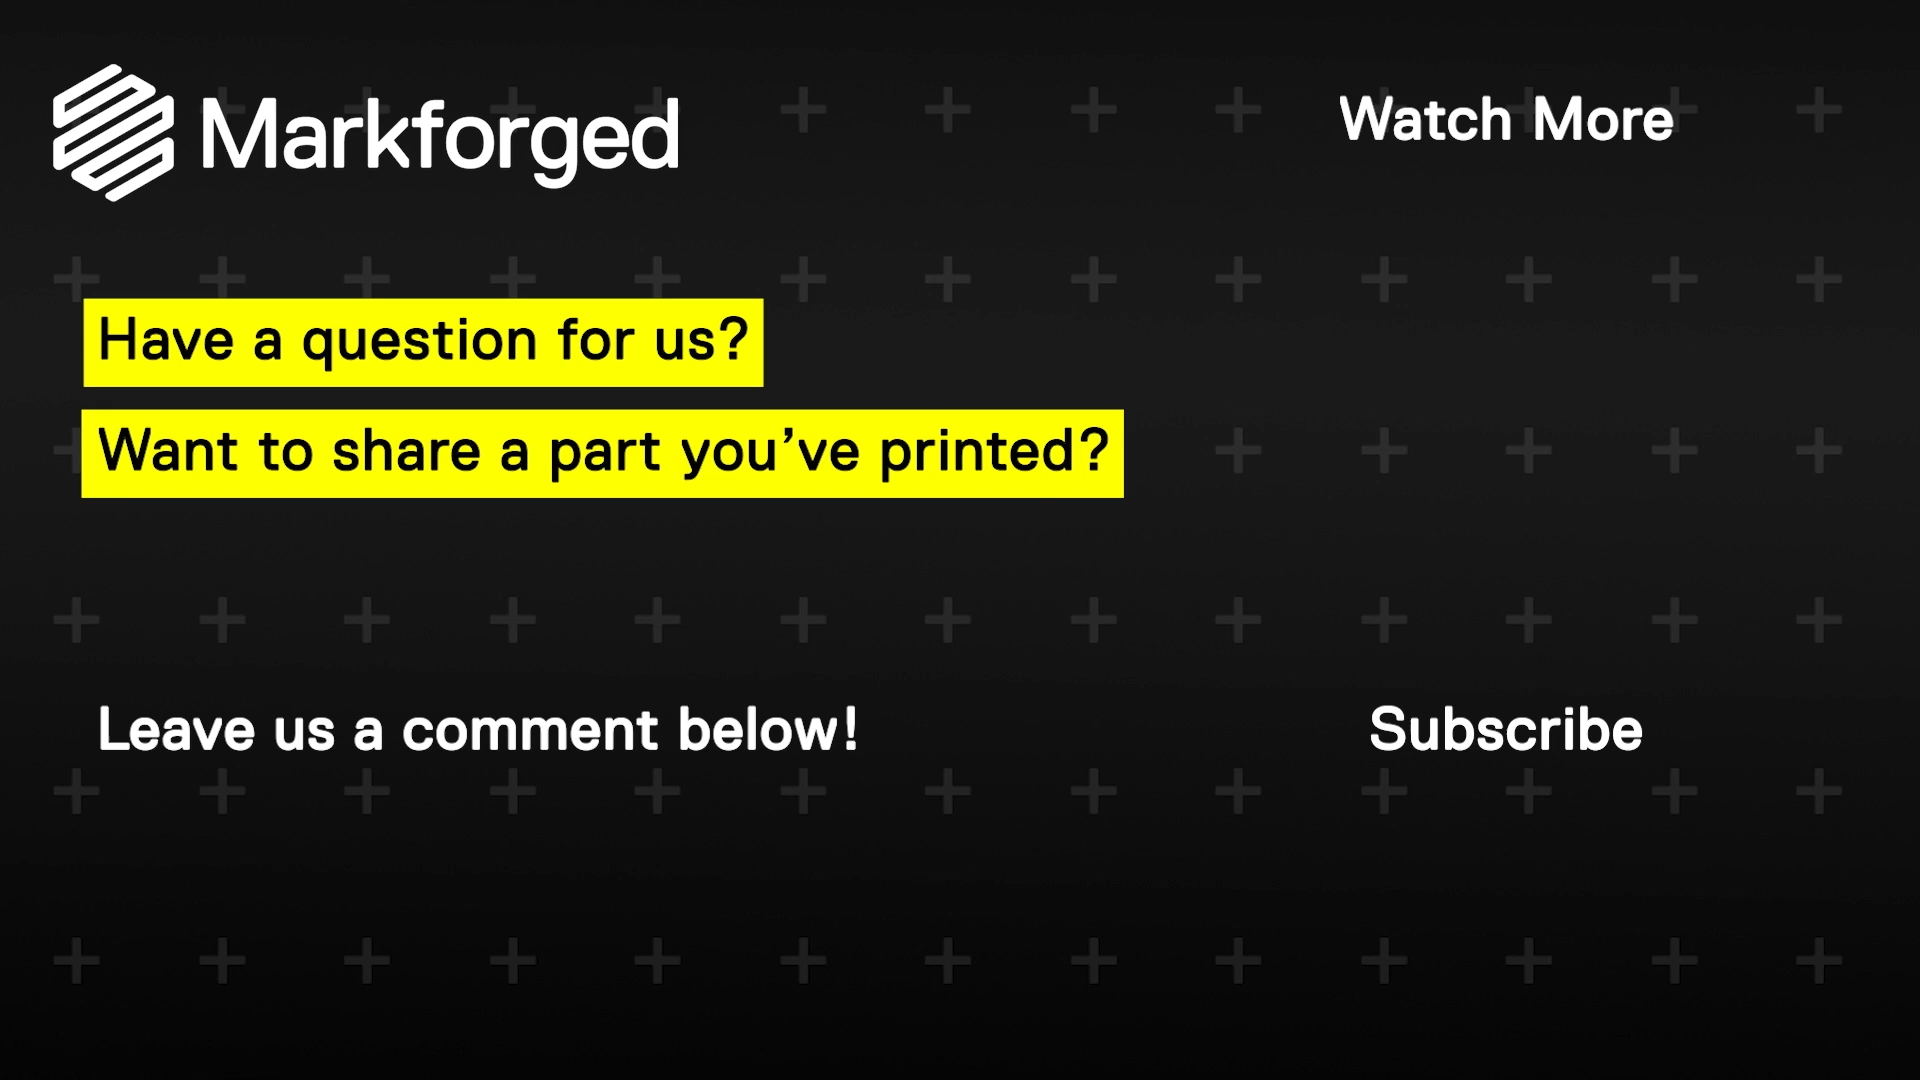 Markforged
Watch More
Have a question for us?
Want to share a part you’ve printed?
Leave us a comment below!
Subscribe